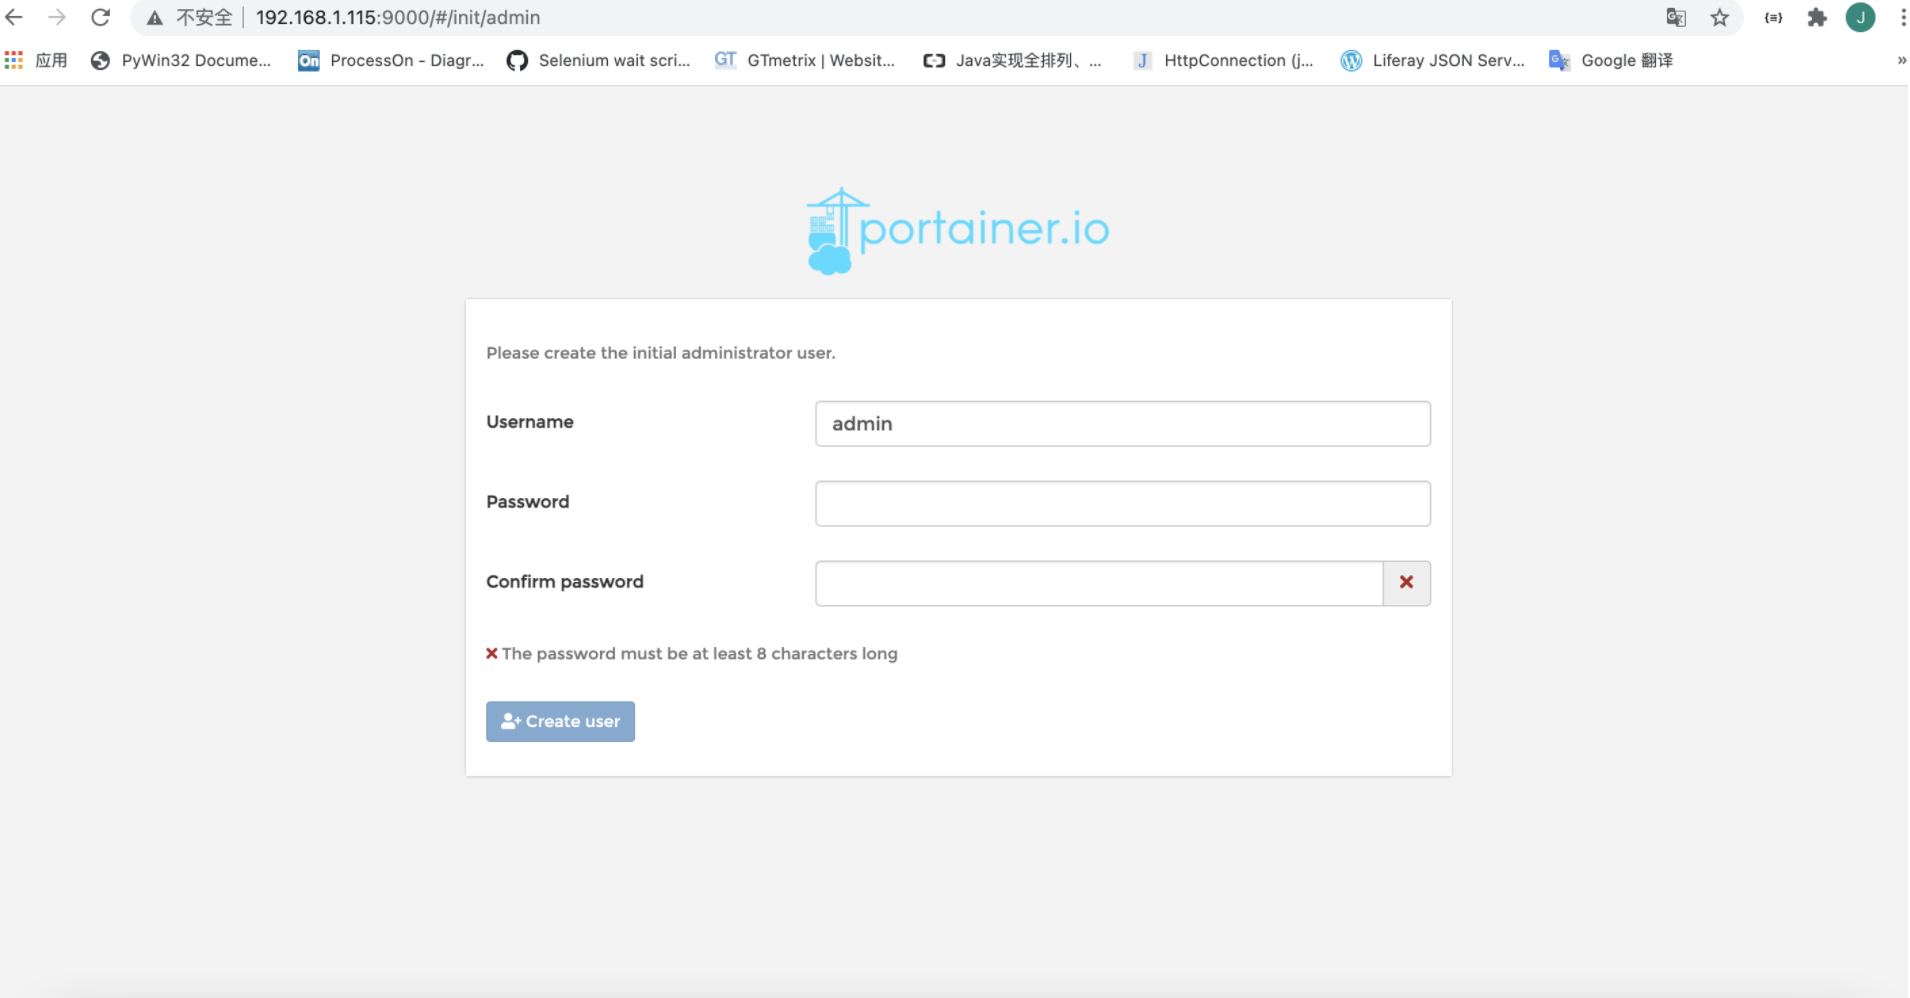 不安全 192.168.1.115:9000/#/init/admin
J
应用 PyWin32 Docume... On ProcessOn - Diagr... Selenium wait scri... GT GTmetrix | Websit... Java实现全排列、... J HttpConnection (j... Liferay JSON Serv... Google 翻译 »
portainer.io
Please create the initial administrator user.
Username admin
Password
Confirm password
The password must be at least 8 characters long
Create user